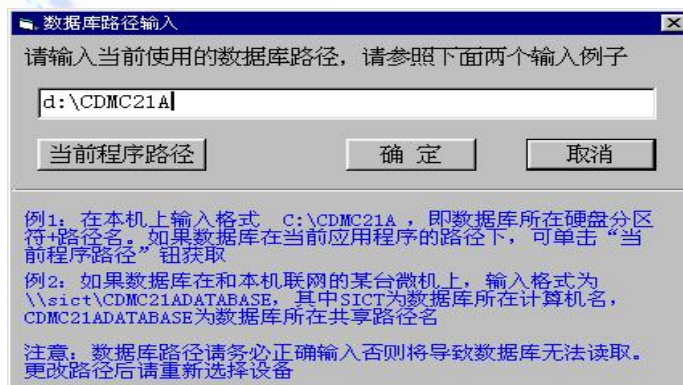 数据库路径输入
请输入当前使用的数据库路径，请参照下面两个输入例子
d:\CDMC21A
当前程序路径 确 定 取消
例1：在本机上输入格式 C:\CDMC21A ，即数据库所在硬盘分区
符+路径名。如果数据库在当前应用程序的路径下，可单击“当
前程序路径”钮获取
例2：如果数据库在和本机联网的某台微机上，输入格式为
\\sict\CDMC21ADATABASE，其中SICT为数据库所在计算机名，
CDMC21ADATABASE为数据库所在共享路径名
注意：数据库路径请务必正确输入否则将导致数据库无法读取。
更改路径后请重新选择设备